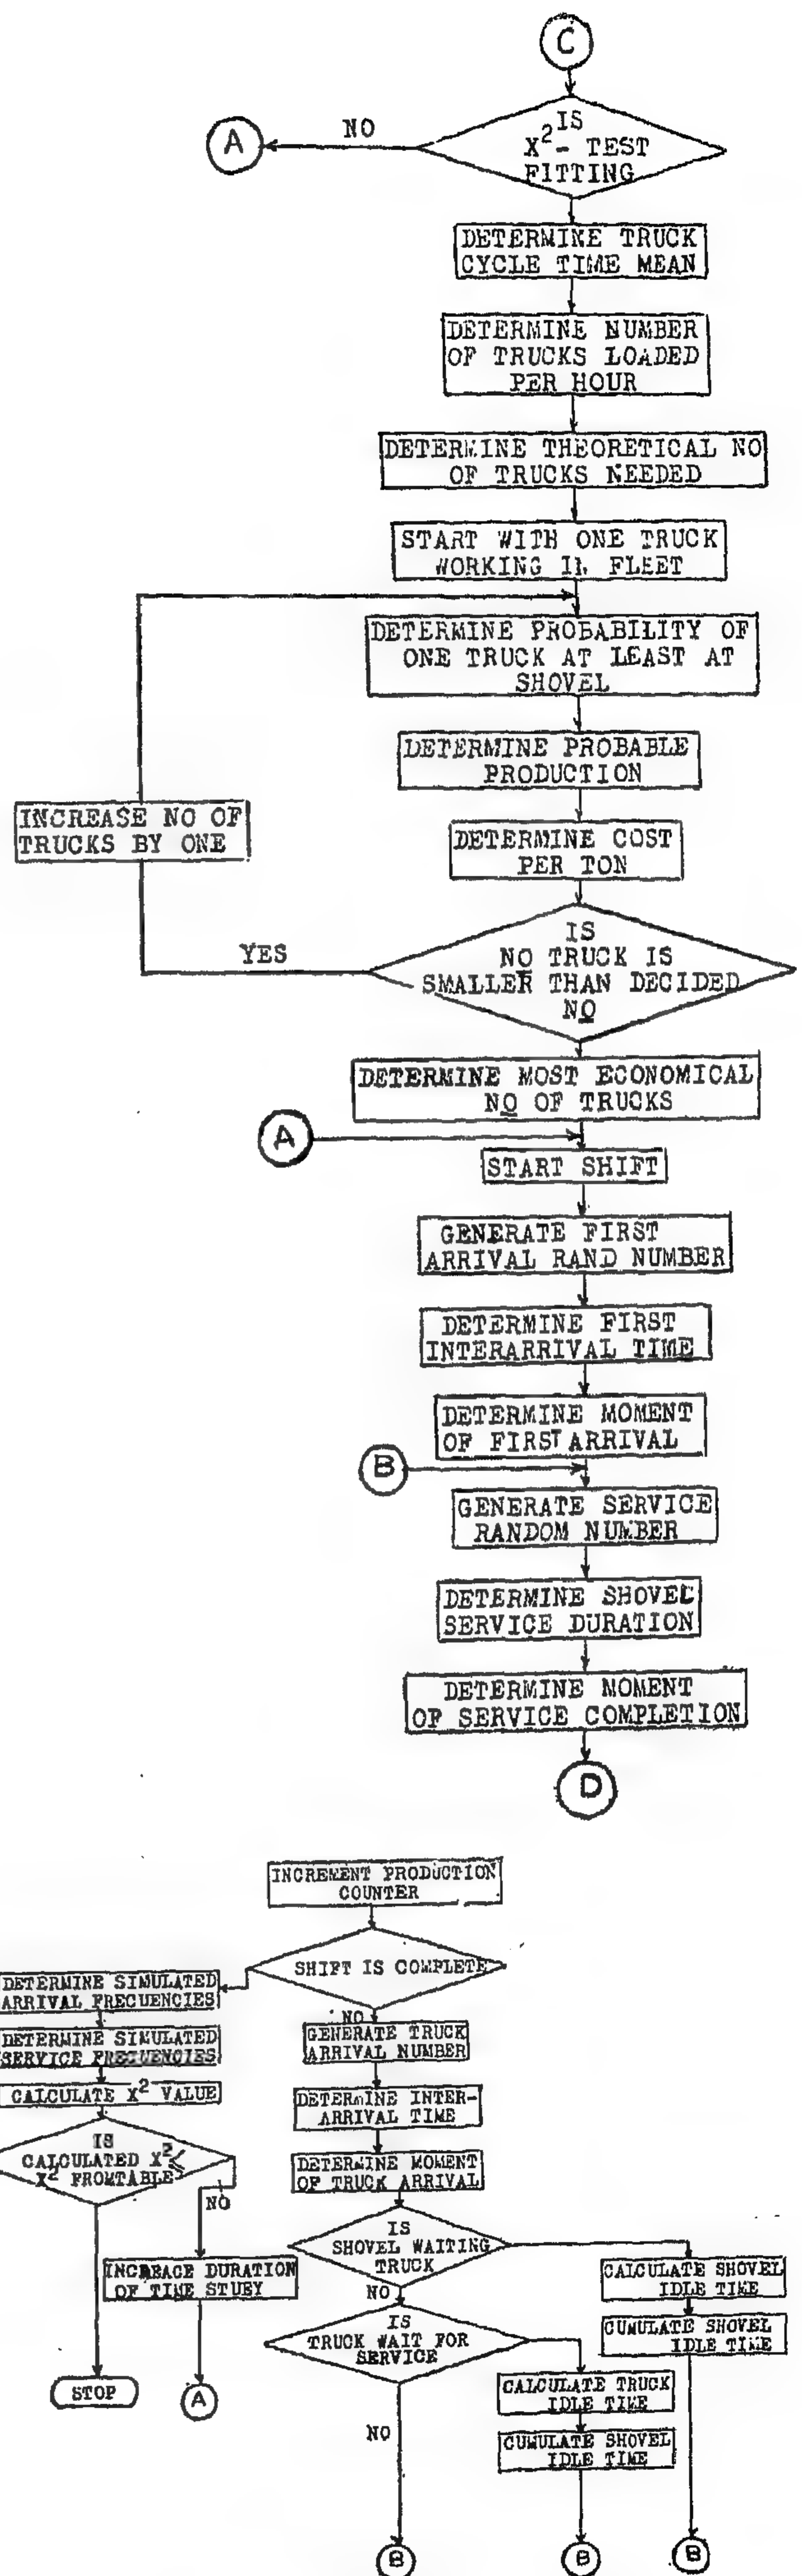 C
IS
X² - TEST
FITTING
NO
A
DETERMINE TRUCK
CYCLE TIME MEAN
DETERMINE NUMBER
OF TRUCKS LOADED
PER HOUR
DETERMINE THEORETICAL NO
OF TRUCKS NEEDED
START WITH ONE TRUCK
WORKING IN FLEET
DETERMINE PROBABILITY OF
ONE TRUCK AT LEAST AT
SHOVEL
DETERMINE PROBABLE
PRODUCTION
INCREASE NO OF
TRUCKS BY ONE
DETERMINE COST
PER TON
YES
IS
NO TRUCK IS
SMALLER THAN DECIDED
NO
DETERMINE MOST ECONOMICAL
NO OF TRUCKS
A
START SHIFT
GENERATE FIRST
ARRIVAL RAND NUMBER
DETERMINE FIRST
INTERARRIVAL TIME
DETERMINE MOMENT
OF FIRST ARRIVAL
B
GENERATE SERVICE
RANDOM NUMBER
DETERMINE SHOVEL
SERVICE DURATION
DETERMINE MOMENT
OF SERVICE COMPLETION
D
INCREMENT PRODUCTION
COUNTER
SHIFT IS COMPLETE
DETERMINE SIMULATED
ARRIVAL FRECUENCIES
DETERMINE SIMULATED
SERVICE FRECUENCIES
CALCULATE X² VALUE
IS
CALCULATED X² ≤
X² FROMTABLE
NO
INCREACE DURATION
OF TIME STUBY
STOP
A
NO
GENERATE TRUCK
ARRIVAL NUMBER
DETERMINE INTER-
ARRIVAL TIME
DETERMINE MOMENT
OF TRUCK ARRIVAL
IS
SHOVEL WAITING
TRUCK
NO
IS
TRUCK WAIT FOR
SERVICE
NO
CALCULATE SHOVEL
IDLE TIME
CUMULATE SHOVEL
IDLE TIME
CALCULATE TRUCK
IDLE TIME
CUMULATE SHOVEL
IDLE TIME
B
B
B